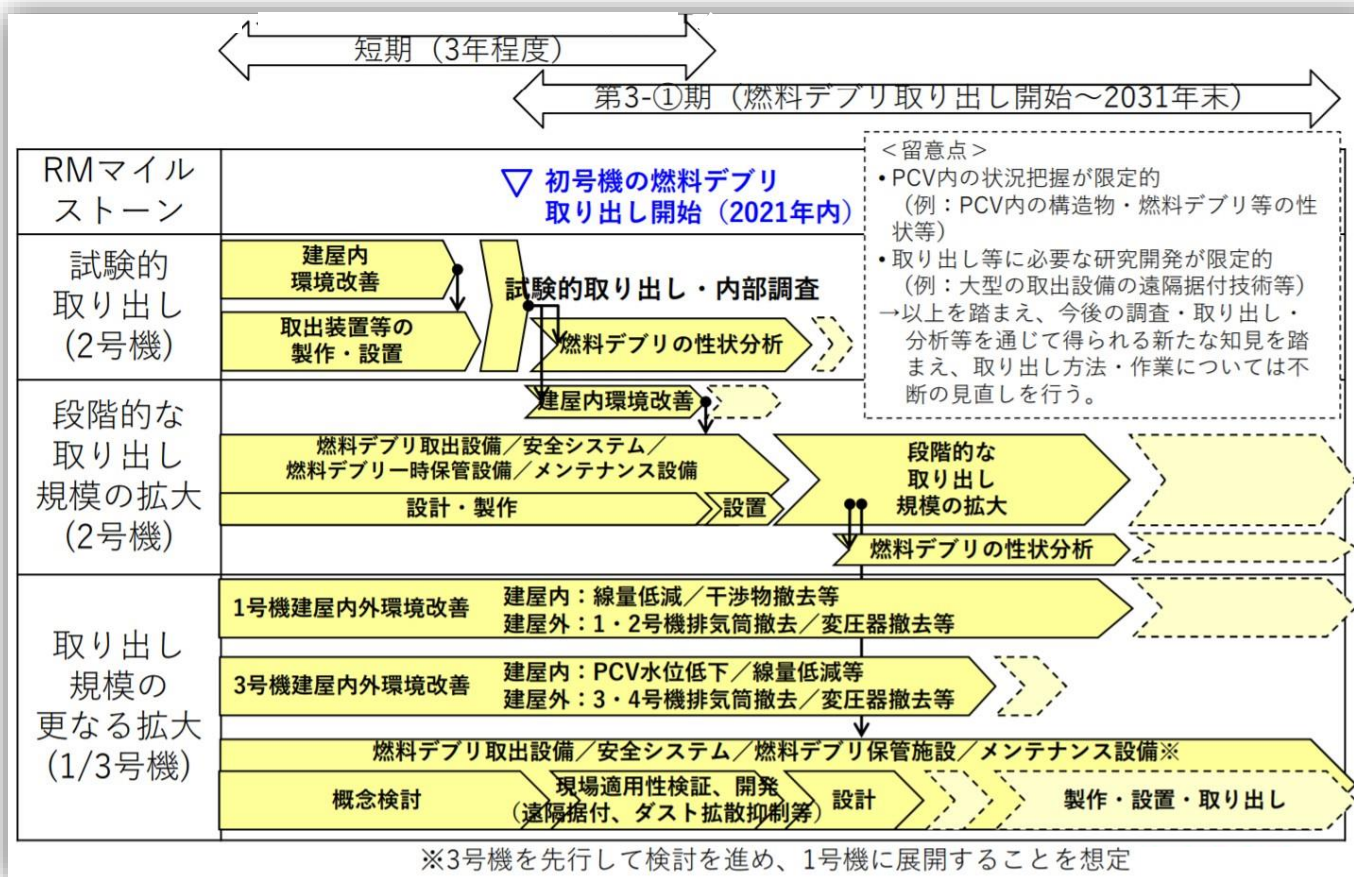 短期（3年程度）
第3-①期（燃料デブリ取り出し開始～2031年末）
RMマイル
ストーン
▽ 初号機の燃料デブリ
取り出し開始（2021年内）
＜留意点＞
•PCV内の状況把握が限定的
（例：PCV内の構造物・燃料デブリ等の性
状等）
•取り出し等に必要な研究開発が限定的
（例：大型の取出設備の遠隔据付技術等）
→以上を踏まえ、今後の調査・取り出し・
分析等を通じて得られる新たな知見を踏
まえ、取り出し方法・作業については不
断の見直しを行う。
試験的
取り出し
(2号機)
建屋内
環境改善
取出装置等の
製作・設置
試験的取り出し・内部調査
燃料デブリの性状分析
段階的な
取り出し
規模の拡大
(2号機)
建屋内環境改善
燃料デブリ取出設備／安全システム／
燃料デブリ一時保管設備／メンテナンス設備
設計・製作
設置
段階的な
取り出し
規模の拡大
燃料デブリの性状分析
取り出し
規模の
更なる拡大
(1/3号機)
1号機建屋内外環境改善
建屋内：線量低減／干渉物撤去等
建屋外：1・2号機排気筒撤去／変圧器撤去等
3号機建屋内外環境改善
建屋内：PCV水位低下／線量低減等
建屋外：3・4号機排気筒撤去／変圧器撤去等
燃料デブリ取出設備／安全システム／燃料デブリ保管施設／メンテナンス設備※
概念検討
現場適用性検証、開発
（遠隔据付、ダスト拡散抑制等）
設計
製作・設置・取り出し
※3号機を先行して検討を進め、1号機に展開することを想定